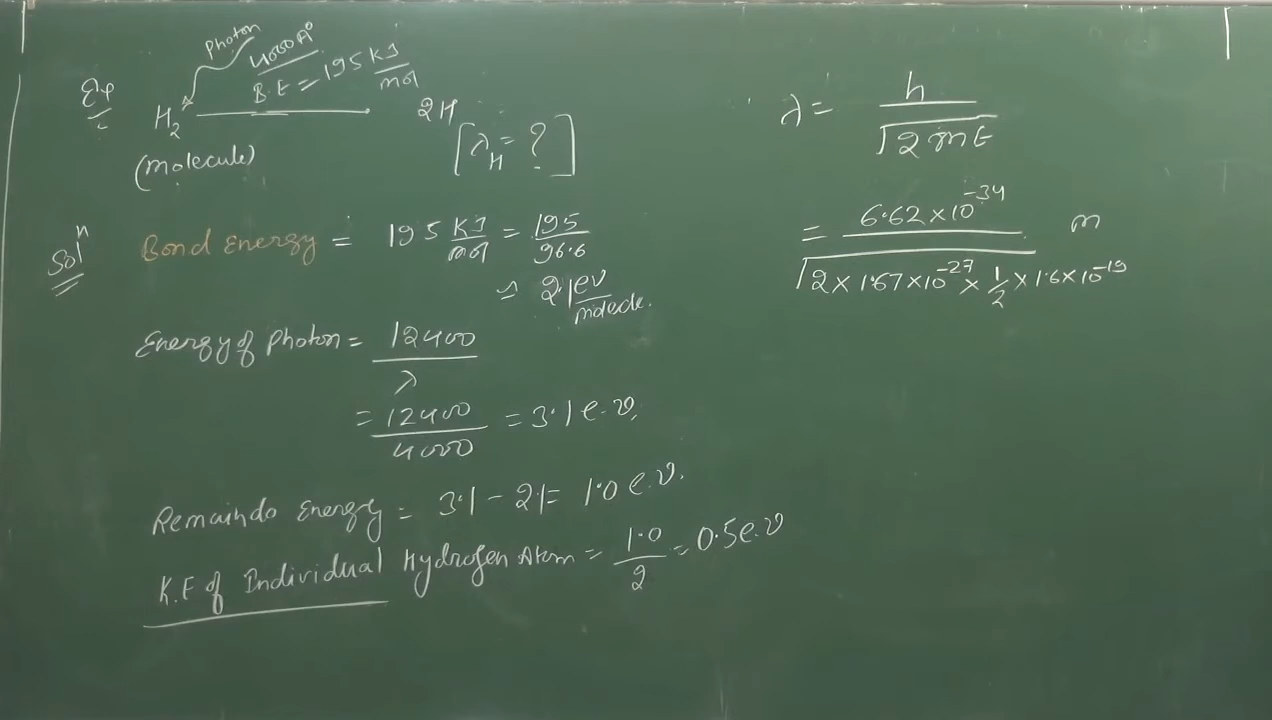 Photon
4000A°
Ex
B.E = 195 KJ/mol
H₂ 2H
(molecule)
[λH = ?]
Solⁿ
Bond Energy = 195 KJ/mol = 195/96.6
≈ 2.1 ev/molecule.
Energy of Photon = 12400/λ
= 12400/4000 = 3.1 e.v.
Energy = 3.1 - 2.1 = 1.0 e.v.
K.E of Individual Hydrogen Atom = 1.0/2 = 0.5 e.v
λ = h/√2mE
= 6.62 × 10⁻³⁴/√2 × 1.67 × 10⁻²⁷ × 1/2 × 1.6 × 10⁻¹⁹ m